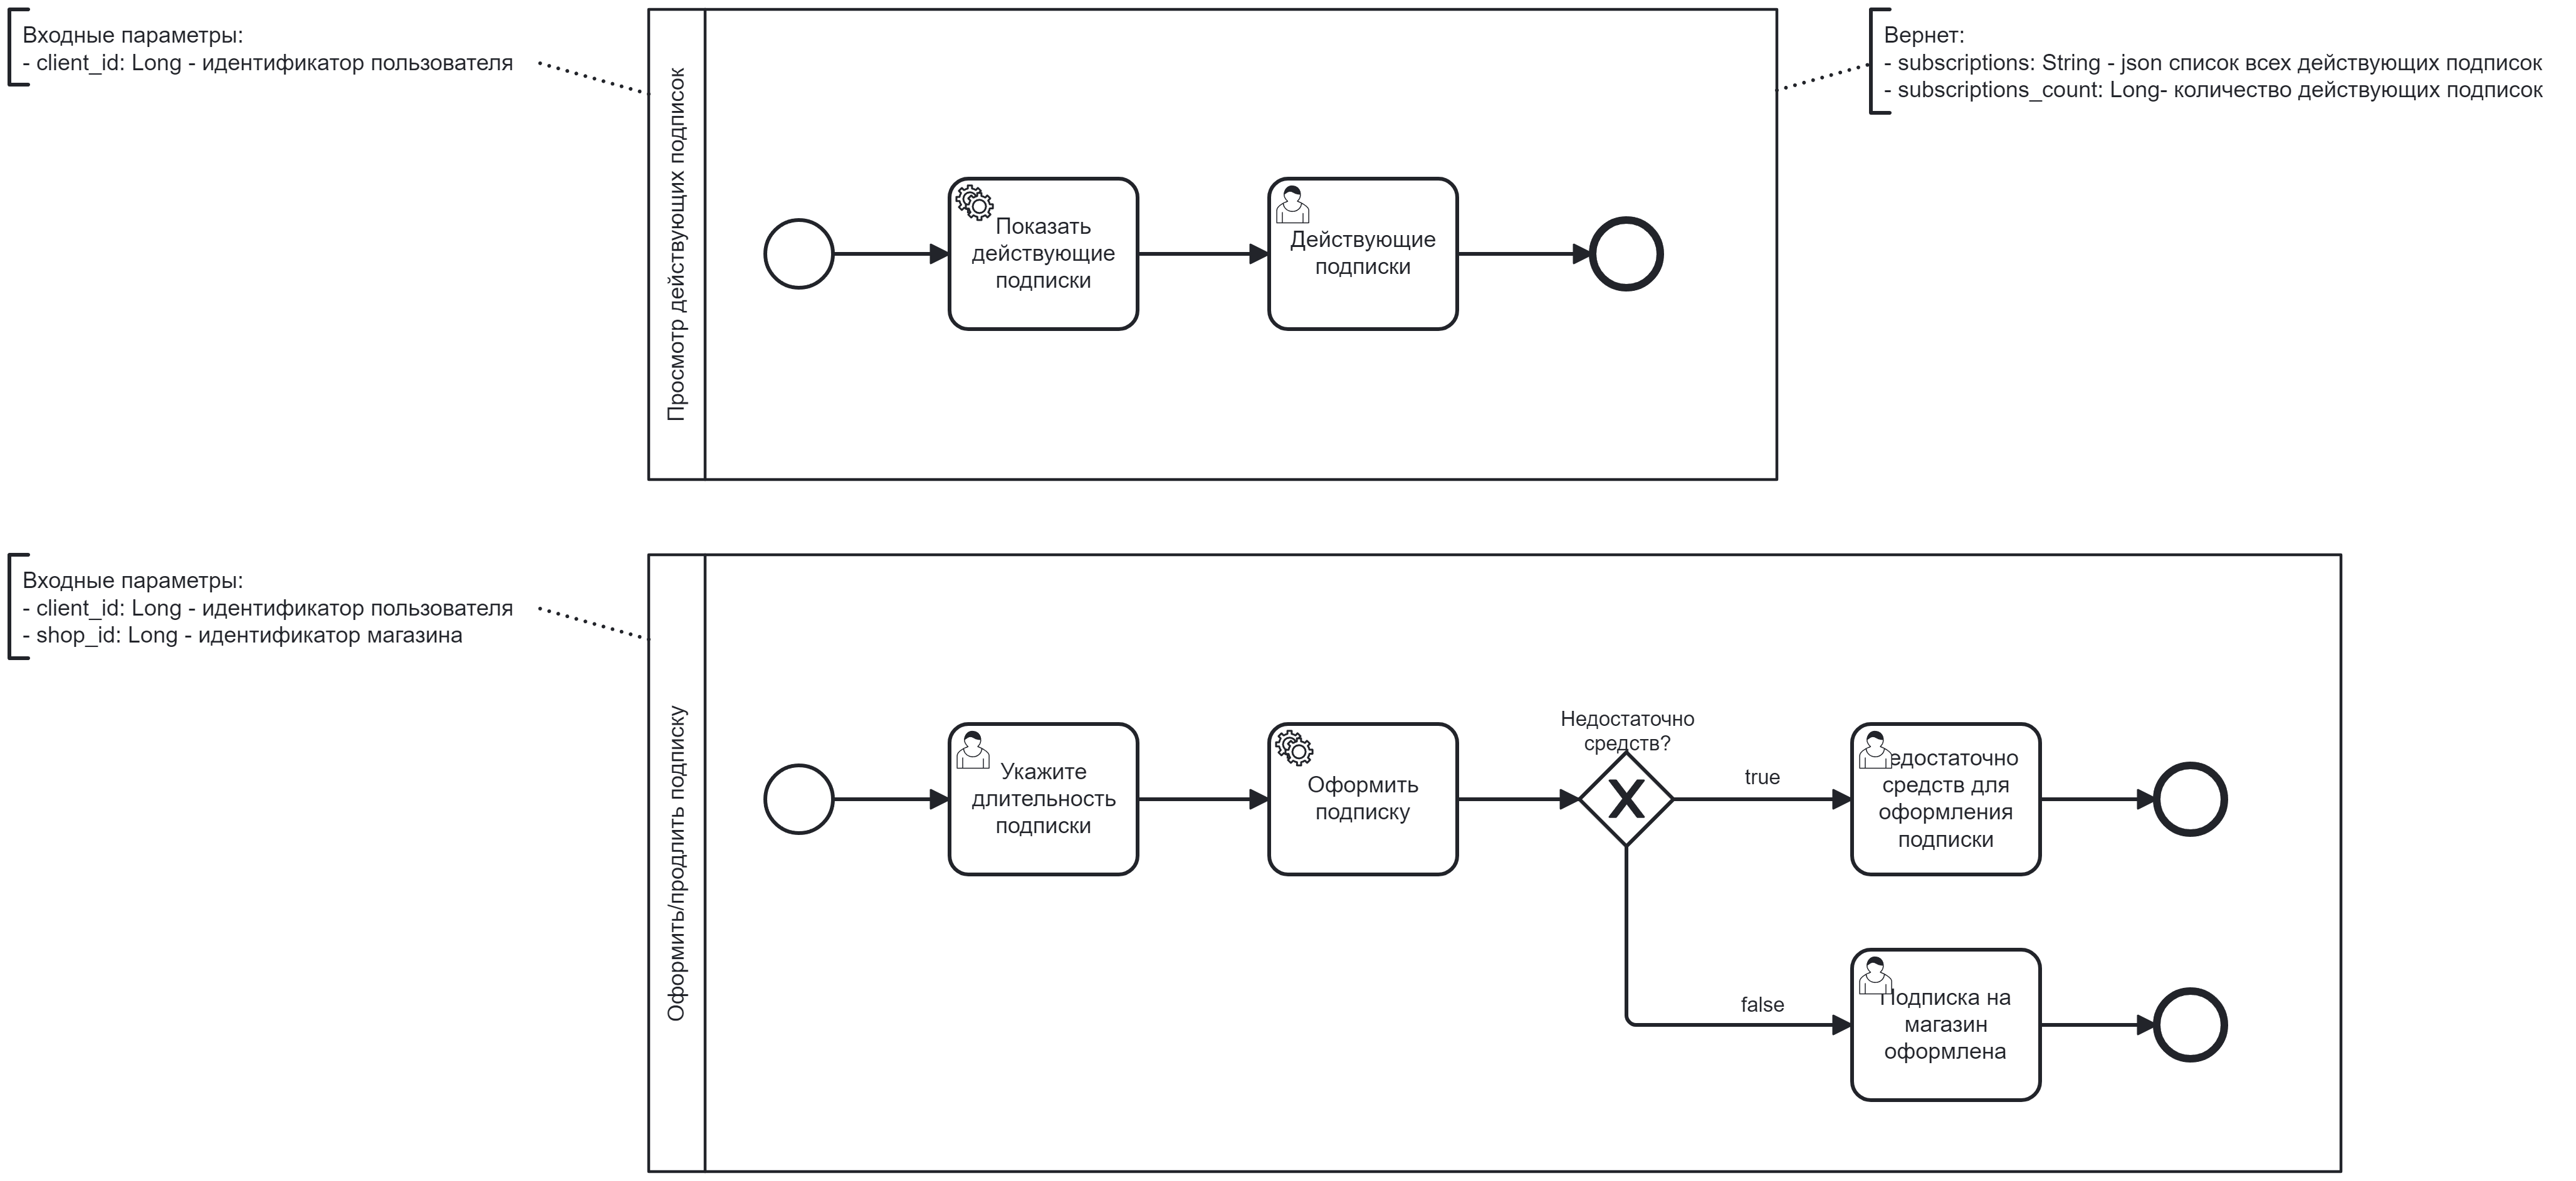 Входные параметры:
- client_id: Long - идентификатор пользователя
Просмотр действующих подписок
Показать
действующие
подписки
Действующие
подписки
Вернет:
- subscriptions: String - json список всех действующих подписок
- subscriptions_count: Long- количество действующих подписок
Входные параметры:
- client_id: Long - идентификатор пользователя
- shop_id: Long - идентификатор магазина
Оформить/продлить подписку
Укажите
длительность
подписки
Оформить
подписку
Недостаточно
средств?
true
Недостаточно
средств для
оформления
подписки
false
Подписка на
магазин
оформлена